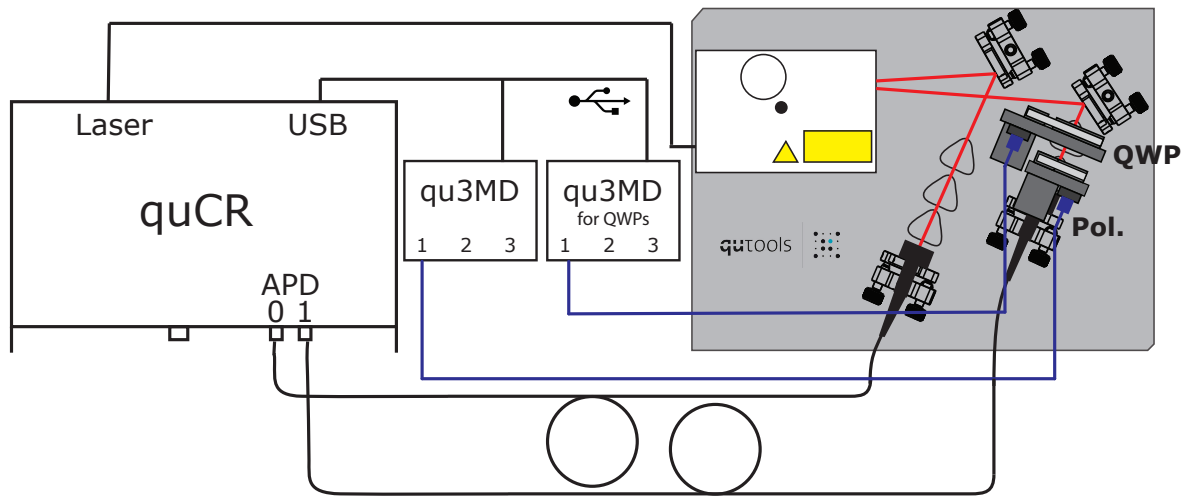 Laser
USB
quCR
APD
0 1
qu3MD
1 2 3
qu3MD
for QWPs
1 2 3
qutools
QWP
Pol.